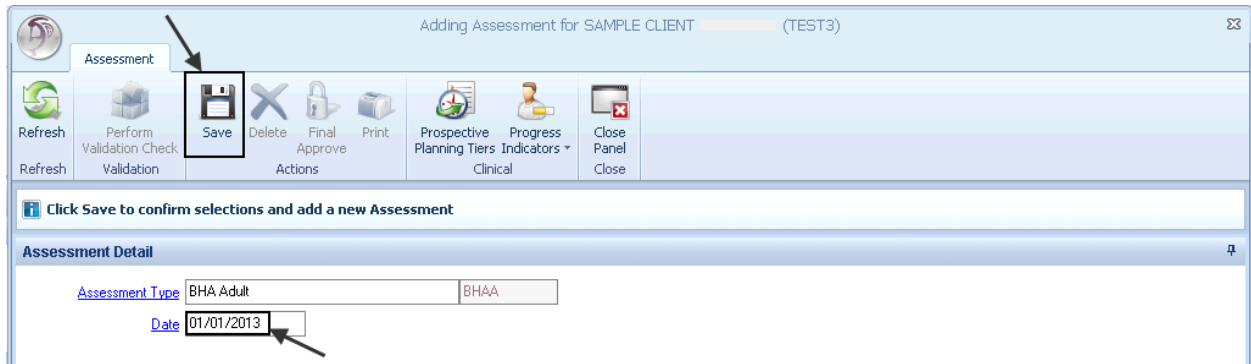 Adding Assessment for SAMPLE CLIENT (TEST3)
Assessment
Refresh
Perform
Validation Check
Save
Delete
Final
Approve
Print
Prospective
Planning Tiers
Progress
Indicators
Close
Panel
Refresh
Validation
Actions
Clinical
Close
Click Save to confirm selections and add a new Assessment
Assessment Detail
Assessment Type BHA Adult BHAA
Date 01/01/2013